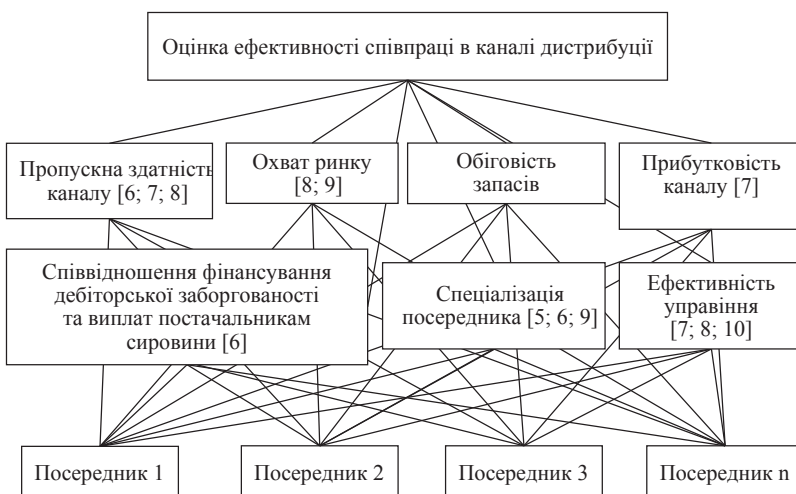 Оцінка ефективності співпраці в каналі дистрибуції
Пропускна здатність
каналу [6; 7; 8]
Охват ринку
[8; 9]
Обіговість
запасів
Прибутковість
каналу [7]
Співвідношення фінансування
дебіторської заборгованості
та виплат постачальникам
сировини [6]
Спеціалізація
посередника [5; 6; 9]
Ефективність
управіння
[7; 8; 10]
Посередник 1
Посередник 2
Посередник 3
Посередник n